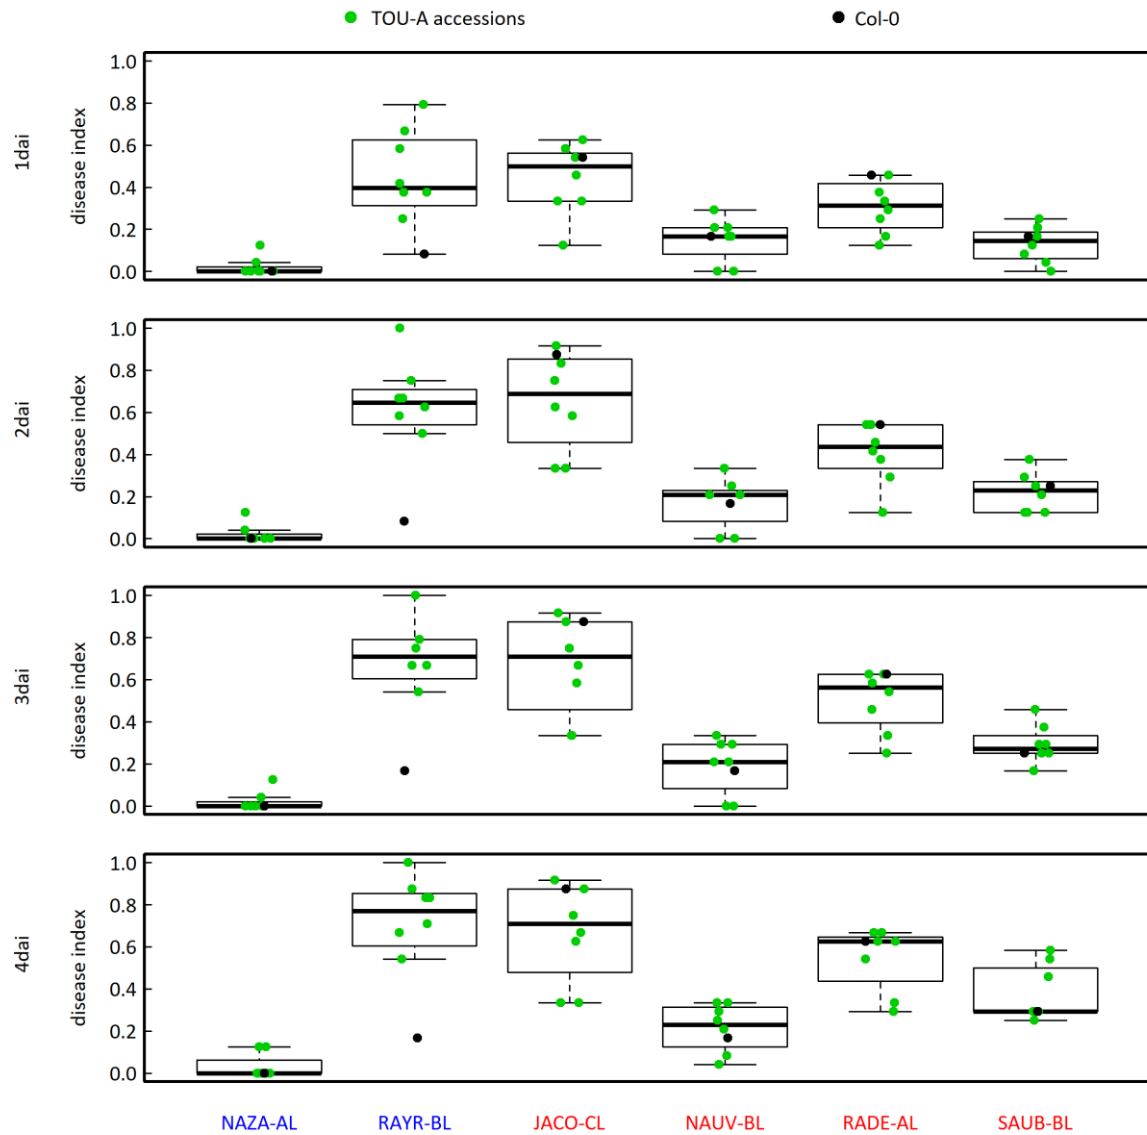 TOU-A accessions Col-0
1dai
disease index
1.0
0.8
0.6
0.4
0.2
0.0
2dai
disease index
1.0
0.8
0.6
0.4
0.2
0.0
3dai
disease index
1.0
0.8
0.6
0.4
0.2
0.0
4dai
disease index
1.0
0.8
0.6
0.4
0.2
0.0
NAZA-AL RAYR-BL JACO-CL NAUV-BL RADE-AL SAUB-BL